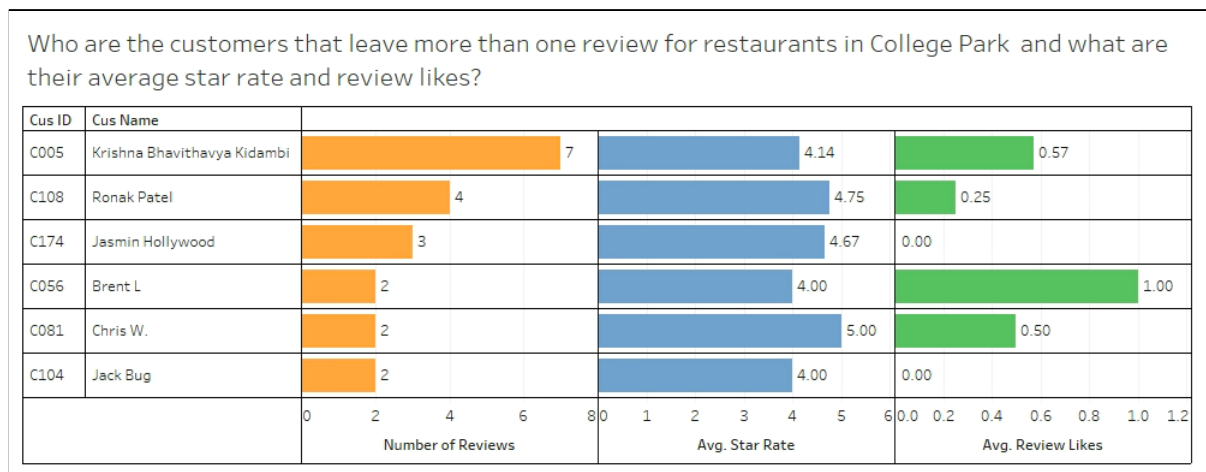 Who are the customers that leave more than one review for restaurants in College Park and what are
their average star rate and review likes?
Cus ID Cus Name
C005 Krishna Bhavithavya Kidambi 7 4.14 0.57
C108 Ronak Patel 4 4.75 0.25
C174 Jasmin Hollywood 3 4.67 0.00
C056 Brent L 2 4.00 1.00
C081 Chris W. 2 5.00 0.50
C104 Jack Bug 2 4.00 0.00
0 2 4 6 8 0 1 2 3 4 5 6 0.0 0.2 0.4 0.6 0.8 1.0 1.2
Number of Reviews Avg. Star Rate Avg. Review Likes